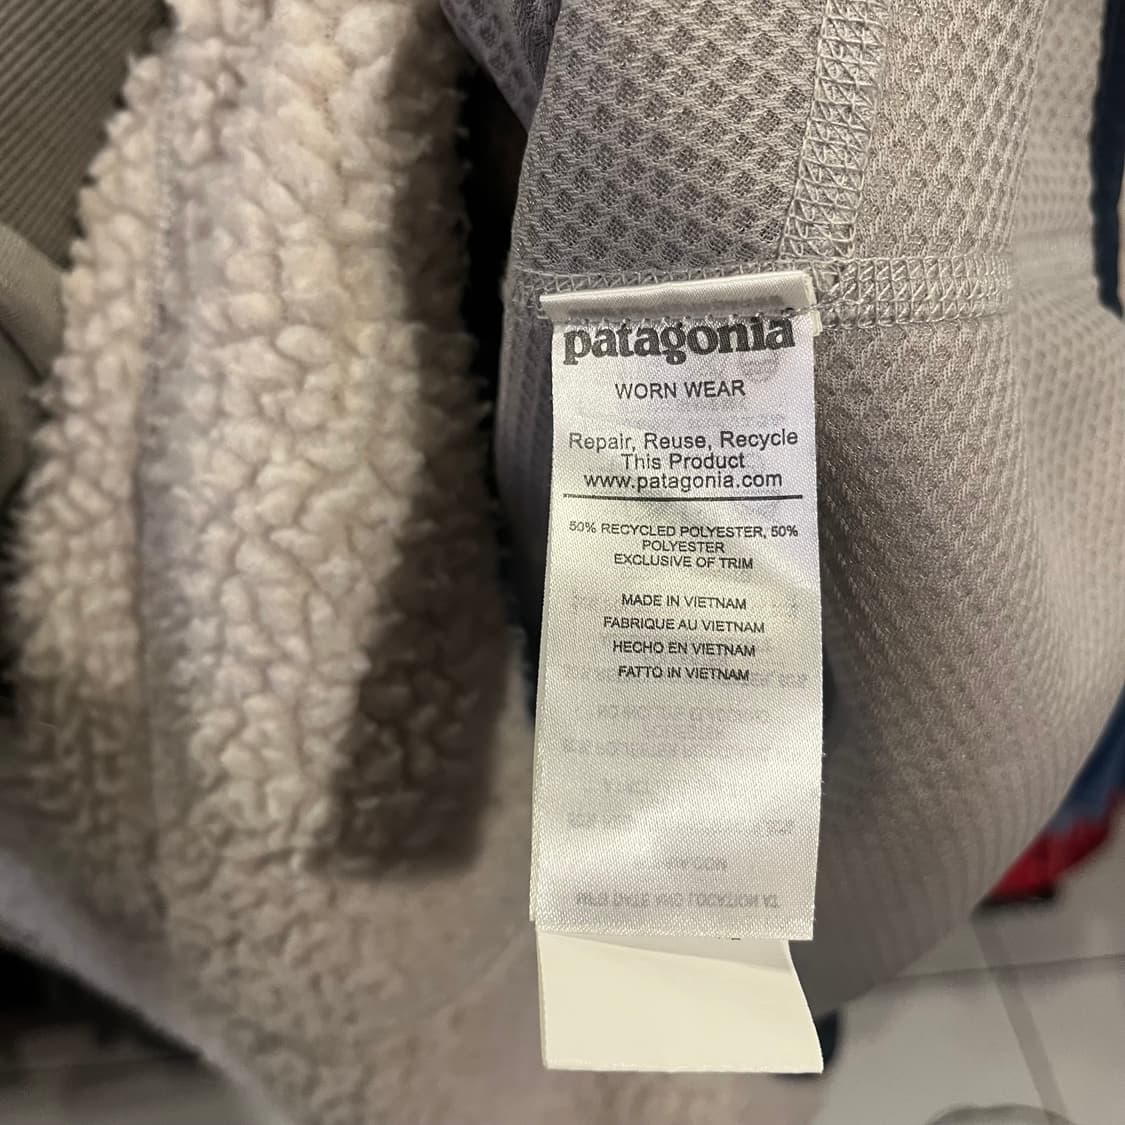 patagonia
WORN WEAR
Repair, Reuse, Recycle
This Product
www.patagonia.com
50% RECYCLED POLYESTER, 50%
POLYESTER
EXCLUSIVE OF TRIM
MADE IN VIETNAM
FABRIQUE AU VIETNAM
HECHO EN VIETNAM
FATTO IN VIETNAM